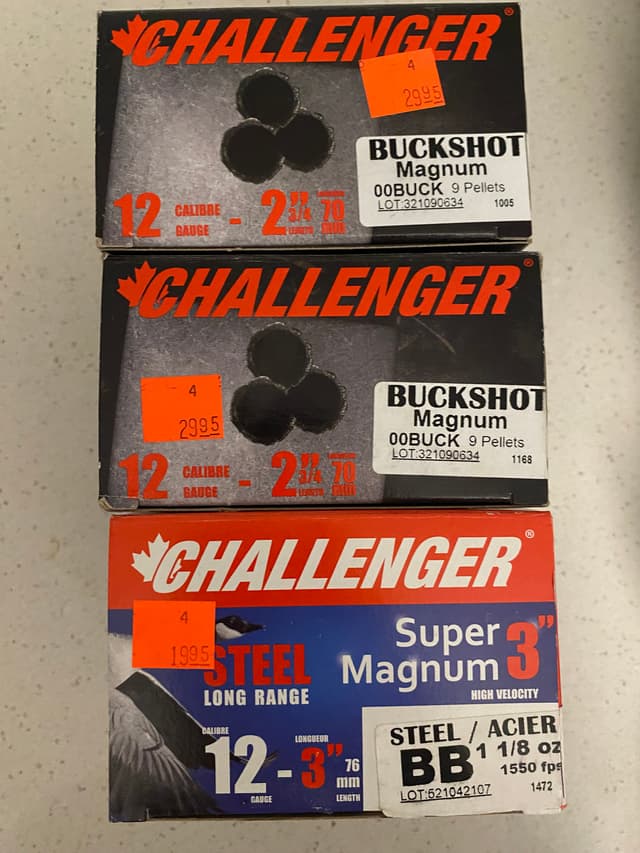 CHALLENGER®
4
29.95
BUCKSHOT
Magnum
00BUCK 9 Pellets
LOT:321090634 1005
12 CALIBRE GAUGE - 2" 3/4 LENGTH 70 mm
CHALLENGER®
4
29.95
BUCKSHOT
Magnum
00BUCK 9 Pellets
LOT:321090634 1168
12 CALIBRE GAUGE - 2" 3/4 LENGTH 70 mm
CHALLENGER®
4
19.95
STEEL
LONG RANGE
Super
Magnum 3"
HIGH VELOCITY
CALIBRE LONGUEUR
12 - 3" 76 mm
GAUGE LENGTH
STEEL / ACIER
BB 1 1/8 oz
1550 fps
LOT:521042107 1472